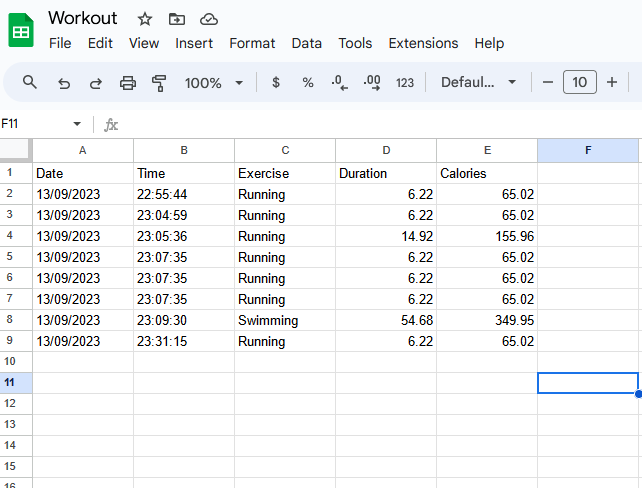 Workout
File Edit View Insert Format Data Tools Extensions Help
100% $ % .0 .00 123 Defaul... − 10 +
F11 fx
A B C D E F
1 Date Time Exercise Duration Calories
2 13/09/2023 22:55:44 Running 6.22 65.02
3 13/09/2023 23:04:59 Running 6.22 65.02
4 13/09/2023 23:05:36 Running 14.92 155.96
5 13/09/2023 23:07:35 Running 6.22 65.02
6 13/09/2023 23:07:35 Running 6.22 65.02
7 13/09/2023 23:07:35 Running 6.22 65.02
8 13/09/2023 23:09:30 Swimming 54.68 349.95
9 13/09/2023 23:31:15 Running 6.22 65.02
10
11
12
13
14
15
16